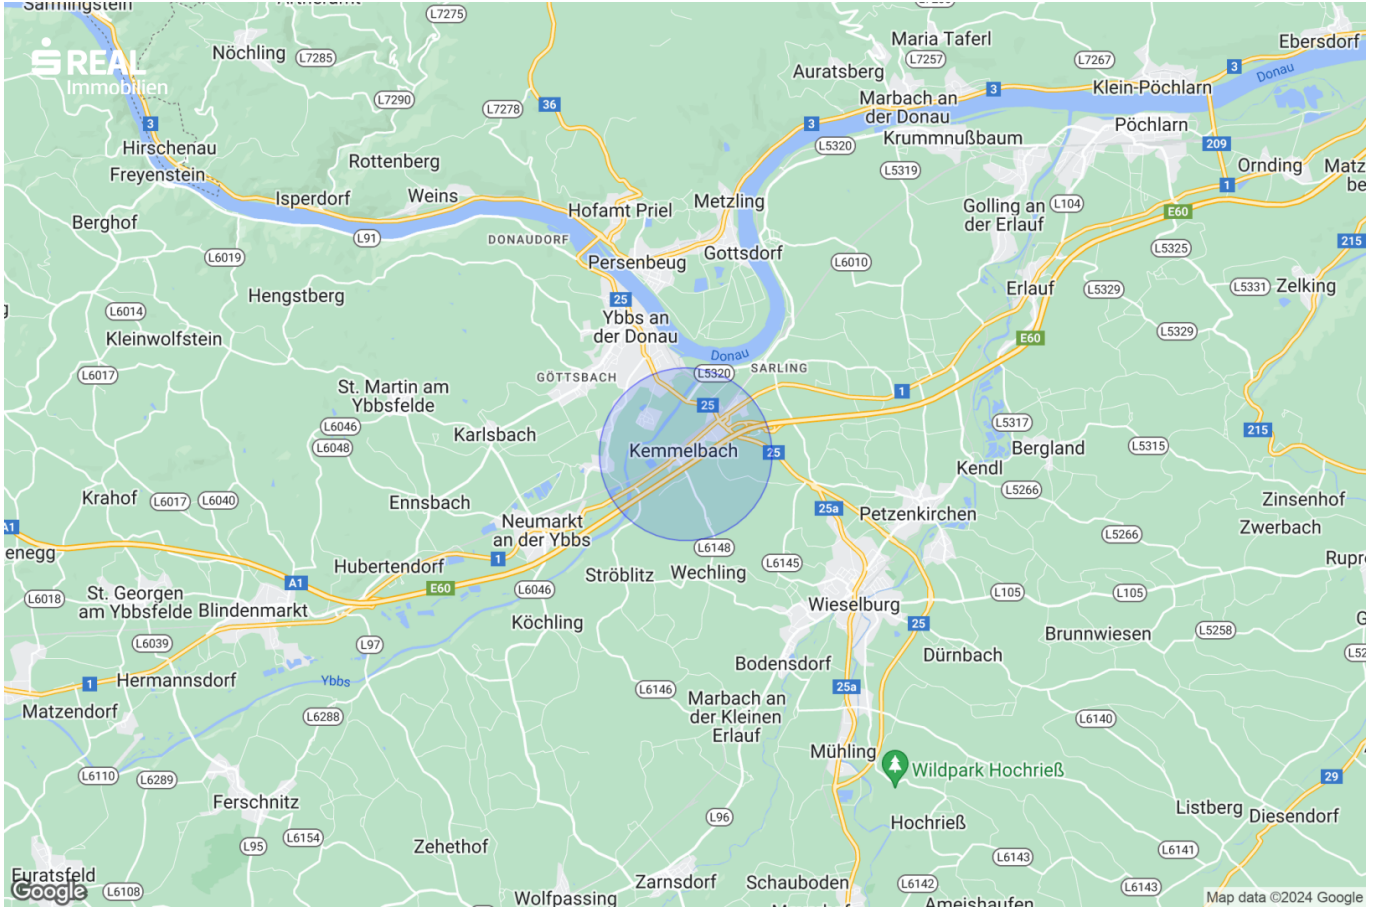 Sarmingstein
Artneramt
L7275
Nöchling
L7285
Maria Taferl
L7257
L7267
Ebersdorf
3
Donau
REAL
Immobilien
L7290
L7278
36
Auratsberg
Marbach an
der Donau
3
Klein-Pöchlarn
Pöchlarn
3
Hirschenau
Freyenstein
Rottenberg
3
L5320
Krummnußbaum
209
L5319
Ornding
1
Isperdorf
Weins
Hofamt Priel
Metzling
Golling an
der Erlauf
L104
E60
Berghof
L91
DONAUDORF
Persenbeug
Gottsdorf
L6010
L5325
215
L6019
Hengstberg
25
Ybbs an
der Donau
Erlauf
L5329
L5331
Zelking
L6014
Kleinwolfstein
L5329
E60
L6017
Donau
L5320
SARLING
GÖTTSBACH
St. Martin am
Ybbsfelde
1
25
L6046
L6048
Karlsbach
Kemmelbach
25
L5317
Bergland
L5315
215
Kendl
Krahof
L6017
L6040
Ennsbach
L5266
Zinsenhof
Zwerbach
A1
Neumarkt
an der Ybbs
25a
Petzenkirchen
L5266
1
L6148
Hubertendorf
A1
E60
L6046
Ströblitz
Wechling
L6145
L6018
St. Georgen
am Ybbsfelde
Blindenmarkt
Wieselburg
L105
L105
Köchling
25
L6039
L97
Brunnwiesen
L5258
Hermannsdorf
Ybbs
Bodensdorf
Dürnbach
1
L6146
25a
Matzendorf
L6288
Marbach an
der Kleinen
Erlauf
L6140
Mühling
Wildpark Hochrieß
L6110
L6289
29
Ferschnitz
Listberg
Diesendorf
L96
Hochrieß
L6154
L95
Zehethof
L6141
L6143
Euratsfeld
Google
L6108
Wolfpassing
Zarnsdorf
Schauboden
L6142
L6143
Ameishaufen
Map data ©2024 Google